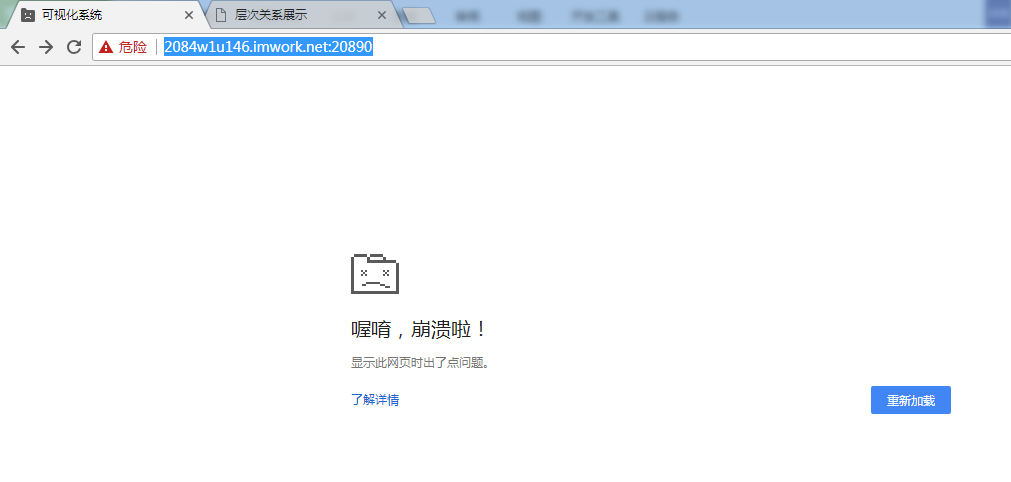 可视化系统
层次关系展示
危险
2084w1u146.imwork.net:20890
喔唷，崩溃啦！
显示此网页时出了点问题。
了解详情
重新加载